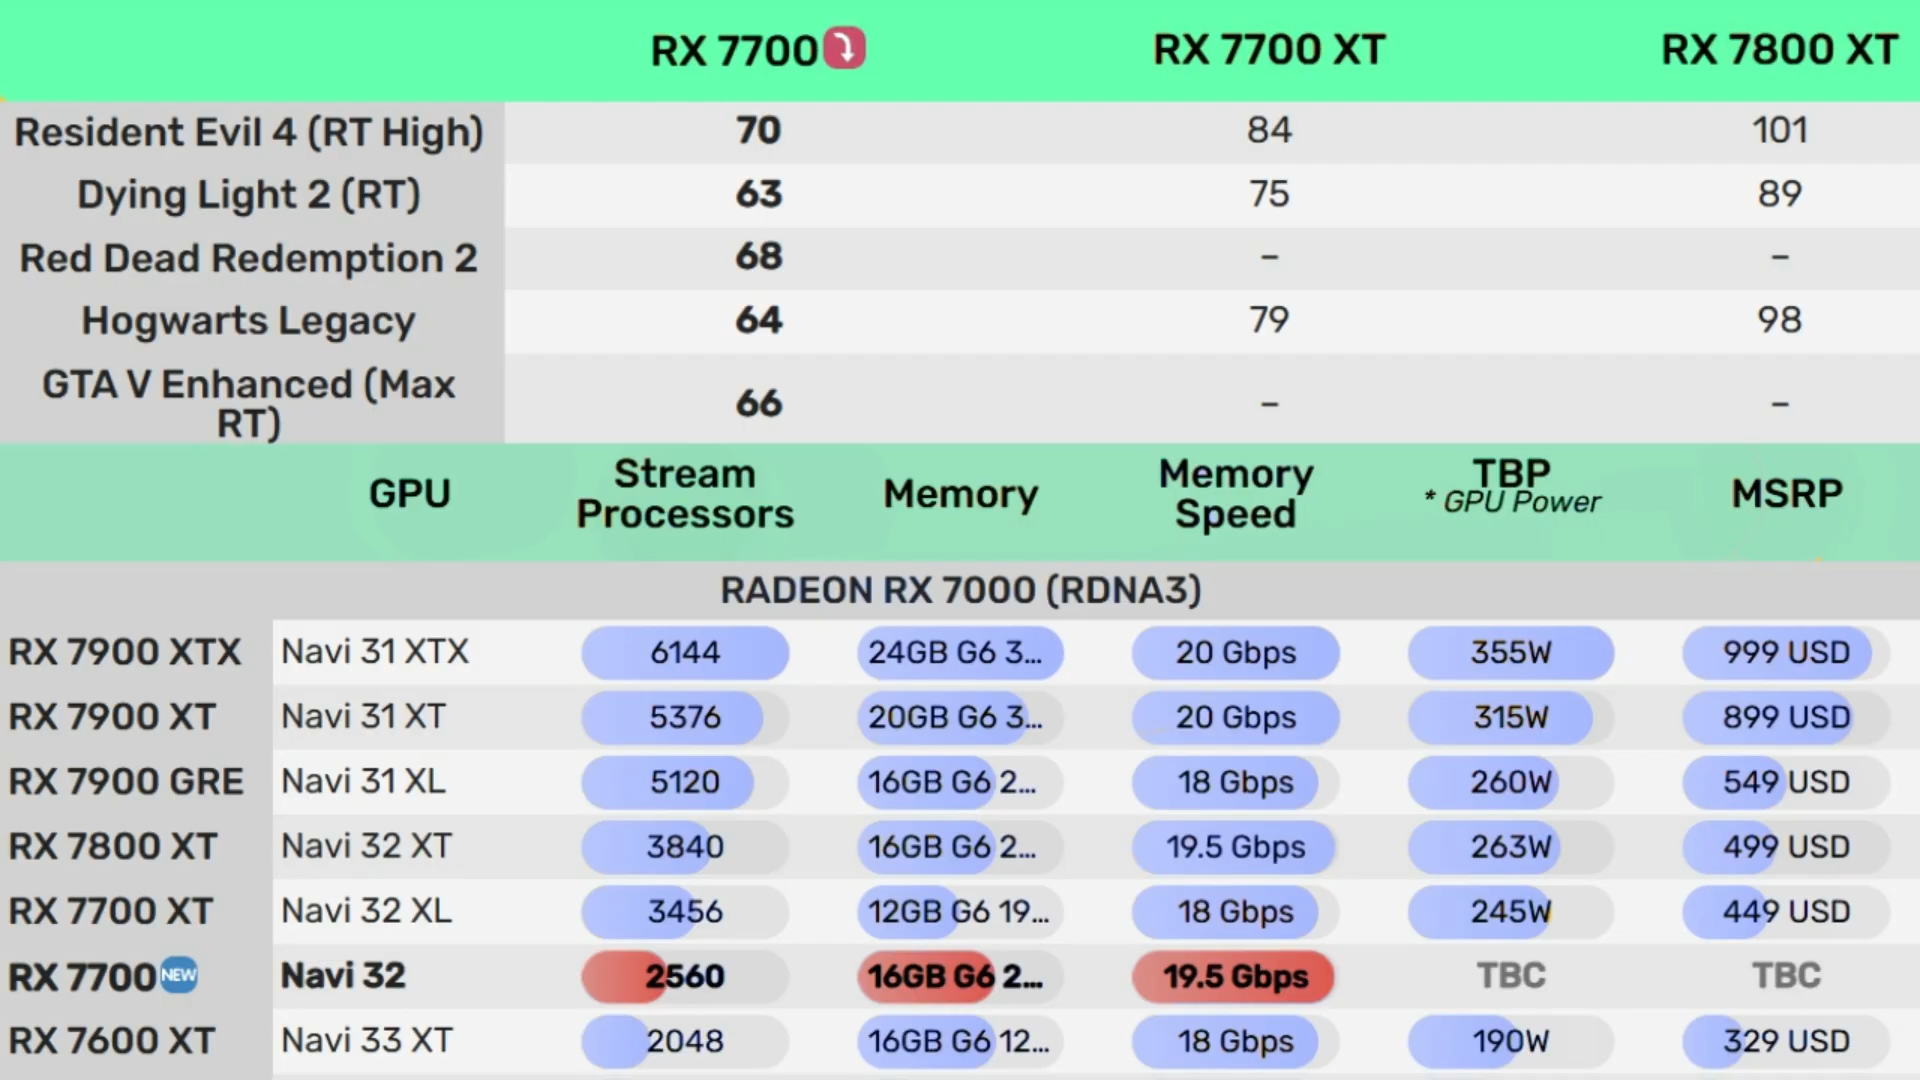 RX 7700 RX 7700 XT RX 7800 XT
Resident Evil 4 (RT High) 70 84 101
Dying Light 2 (RT) 63 75 89
Red Dead Redemption 2 68 – –
Hogwarts Legacy 64 79 98
GTA V Enhanced (Max
RT) 66 – –
GPU Stream
Processors Memory Memory
Speed TBP
* GPU Power MSRP
RADEON RX 7000 (RDNA3)
RX 7900 XTX Navi 31 XTX 6144 24GB G6 3... 20 Gbps 355W 999 USD
RX 7900 XT Navi 31 XT 5376 20GB G6 3... 20 Gbps 315W 899 USD
RX 7900 GRE Navi 31 XL 5120 16GB G6 2... 18 Gbps 260W 549 USD
RX 7800 XT Navi 32 XT 3840 16GB G6 2... 19.5 Gbps 263W 499 USD
RX 7700 XT Navi 32 XL 3456 12GB G6 19... 18 Gbps 245W 449 USD
RX 7700 NEW Navi 32 2560 16GB G6 2... 19.5 Gbps TBC TBC
RX 7600 XT Navi 33 XT 2048 16GB G6 12... 18 Gbps 190W 329 USD